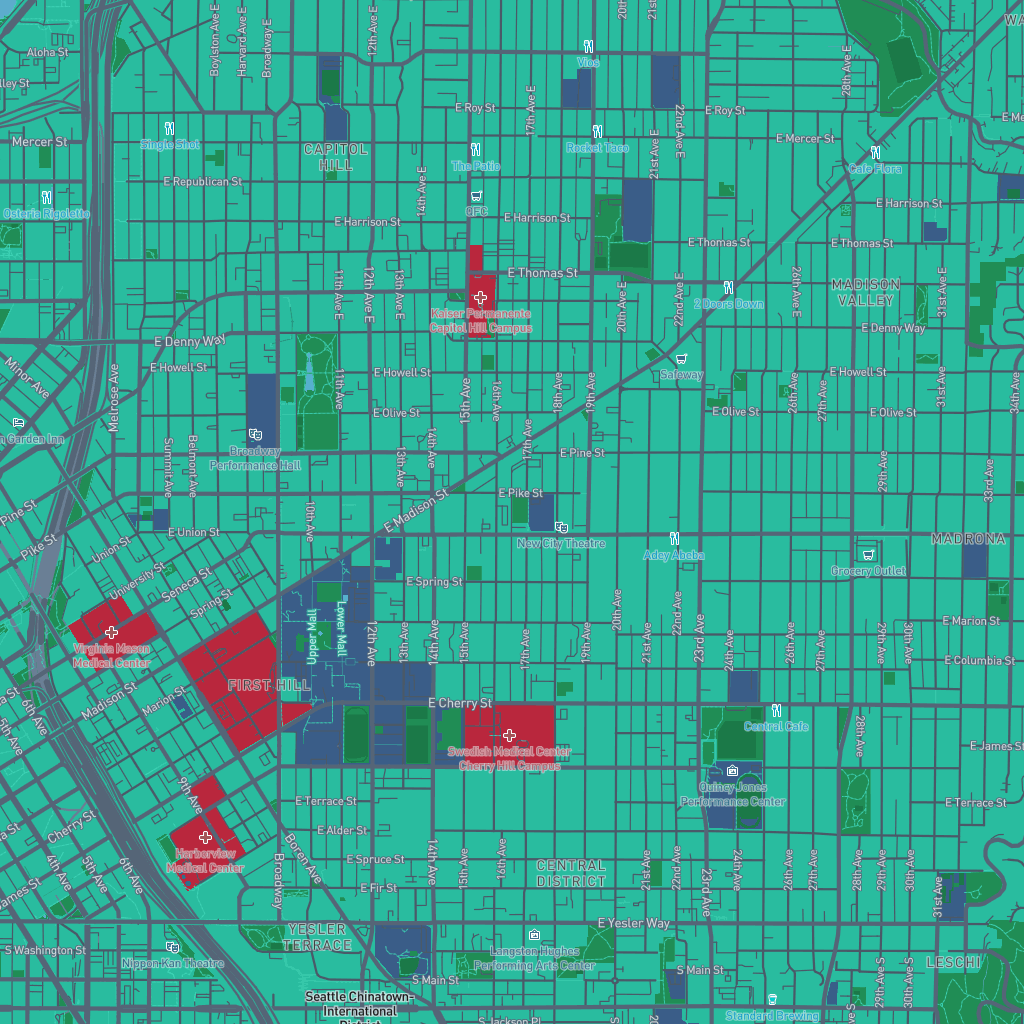 Boylston Ave E
Harvard Ave E
Broadway E
12th Ave E
20th
21st
WA
Aloha St
Vios
28th Ave E
lley St
17th Ave E
E Roy St
22nd Ave E
E Roy St
E Me
Mercer St
Single Shot
CAPITOL
HILL
The Patio
Rocket Taco
21st Ave E
E Mercer St
Cafe Flora
E Republican St
14th Ave E
Osteria Rigoletto
QFC
E Harrison St
E Harrison St
E Harrison St
E Thomas St
E Thomas St
11th Ave E
12th Ave E
13th Ave E
E Thomas St
20th Ave E
22nd Ave E
26th Ave E
MADISON
VALLEY
31st Ave E
2 Doors Down
Kaiser Permanente
Capitol Hill Campus
E Denny Way
E Denny Way
Minor Ave
Melrose Ave
E Howell St
11th Ave
E Howell St
15th Ave
16th Ave
18th Ave
19th Ave
Safeway
26th Ave
27th Ave
E Howell St
31st Ave
34th Ave
E Olive St
E Olive St
E Olive St
n Garden Inn
Summit Ave
Belmont Ave
Broadway
Performance Hall
13th Ave
14th Ave
17th Ave
E Pine St
29th Ave
33rd Ave
Pine St
E Madison St
E Pike St
Pike St
Union St
E Union St
10th Ave
New City Theatre
Adey Abeba
Grocery Outlet
MADRONA
University St
Seneca St
Spring St
E Spring St
Upper Mall
Lower Mall
12th Ave
13th Ave
14th Ave
15th Ave
17th Ave
19th Ave
20th Ave
21st Ave
22nd Ave
23rd Ave
24th Ave
26th Ave
27th Ave
29th Ave
30th Ave
E Marion St
E Columbia St
Virginia Mason
Medical Center
FIRST HILL
Madison St
Marion St
6th Ave
5th Ave
E Cherry St
Central Cafe
28th Ave
E James St
Swedish Medical Center
Cherry Hill Campus
Quincy Jones
Performance Center
9th Ave
E Terrace St
E Terrace St
Cherry St
E Alder St
Harborview
Medical Center
Boren Ave
Broadway
E Spruce St
14th Ave
15th Ave
16th Ave
CENTRAL
DISTRICT
21st Ave
22nd Ave
23rd Ave
24th Ave
26th Ave
27th Ave
28th Ave
29th Ave
30th Ave
31st Ave
4th Ave
5th Ave
6th Ave
James St
E Fir St
E Yesler Way
YESLER
TERRACE
S Washington St
Nippon Kan Theatre
Langston Hughes
Performing Arts Center
S Main St
S Main St
29th Ave S
30th Ave S
LESCHI
Seattle Chinatown-
International
District
S Jackson Pl
20th
Standard Brewing